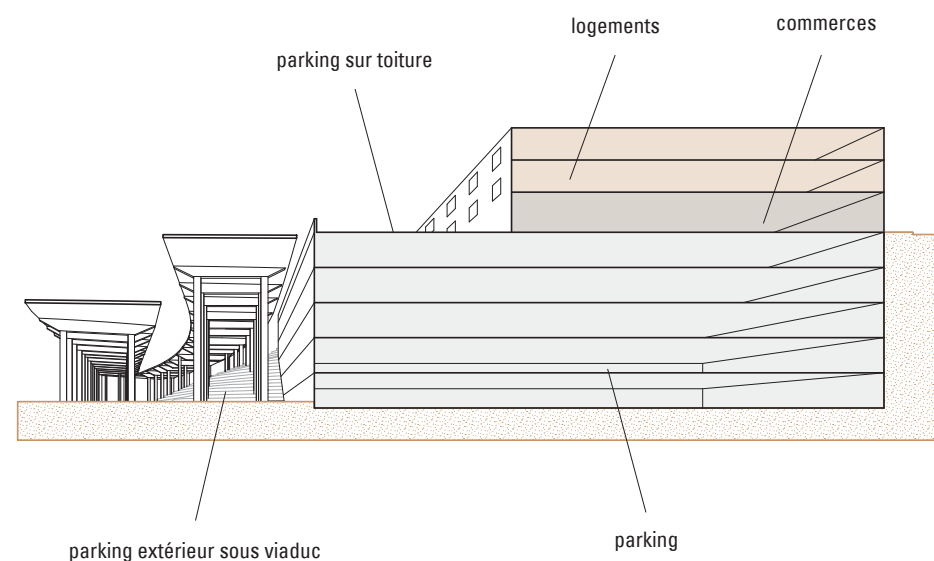 logements
commerces
parking sur toiture
parking
parking extérieur sous viaduc